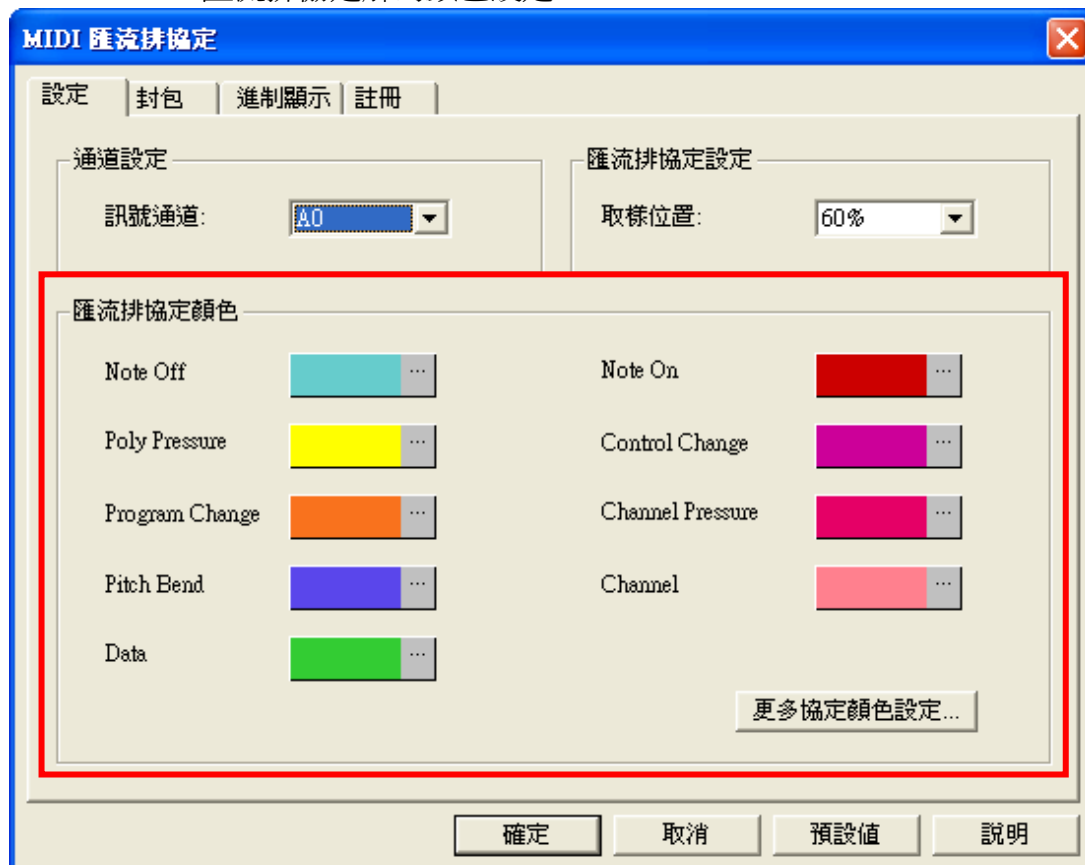 MIDI 匯流排協定
設定 封包 進制顯示 註冊
通道設定 匯流排協定設定
訊號通道: A0 取樣位置: 60%
匯流排協定顏色
Note Off ... Note On ...
Poly Pressure ... Control Change ...
Program Change ... Channel Pressure ...
Pitch Bend ... Channel ...
Data ...
更多協定顏色設定...
確定 取消 預設值 說明